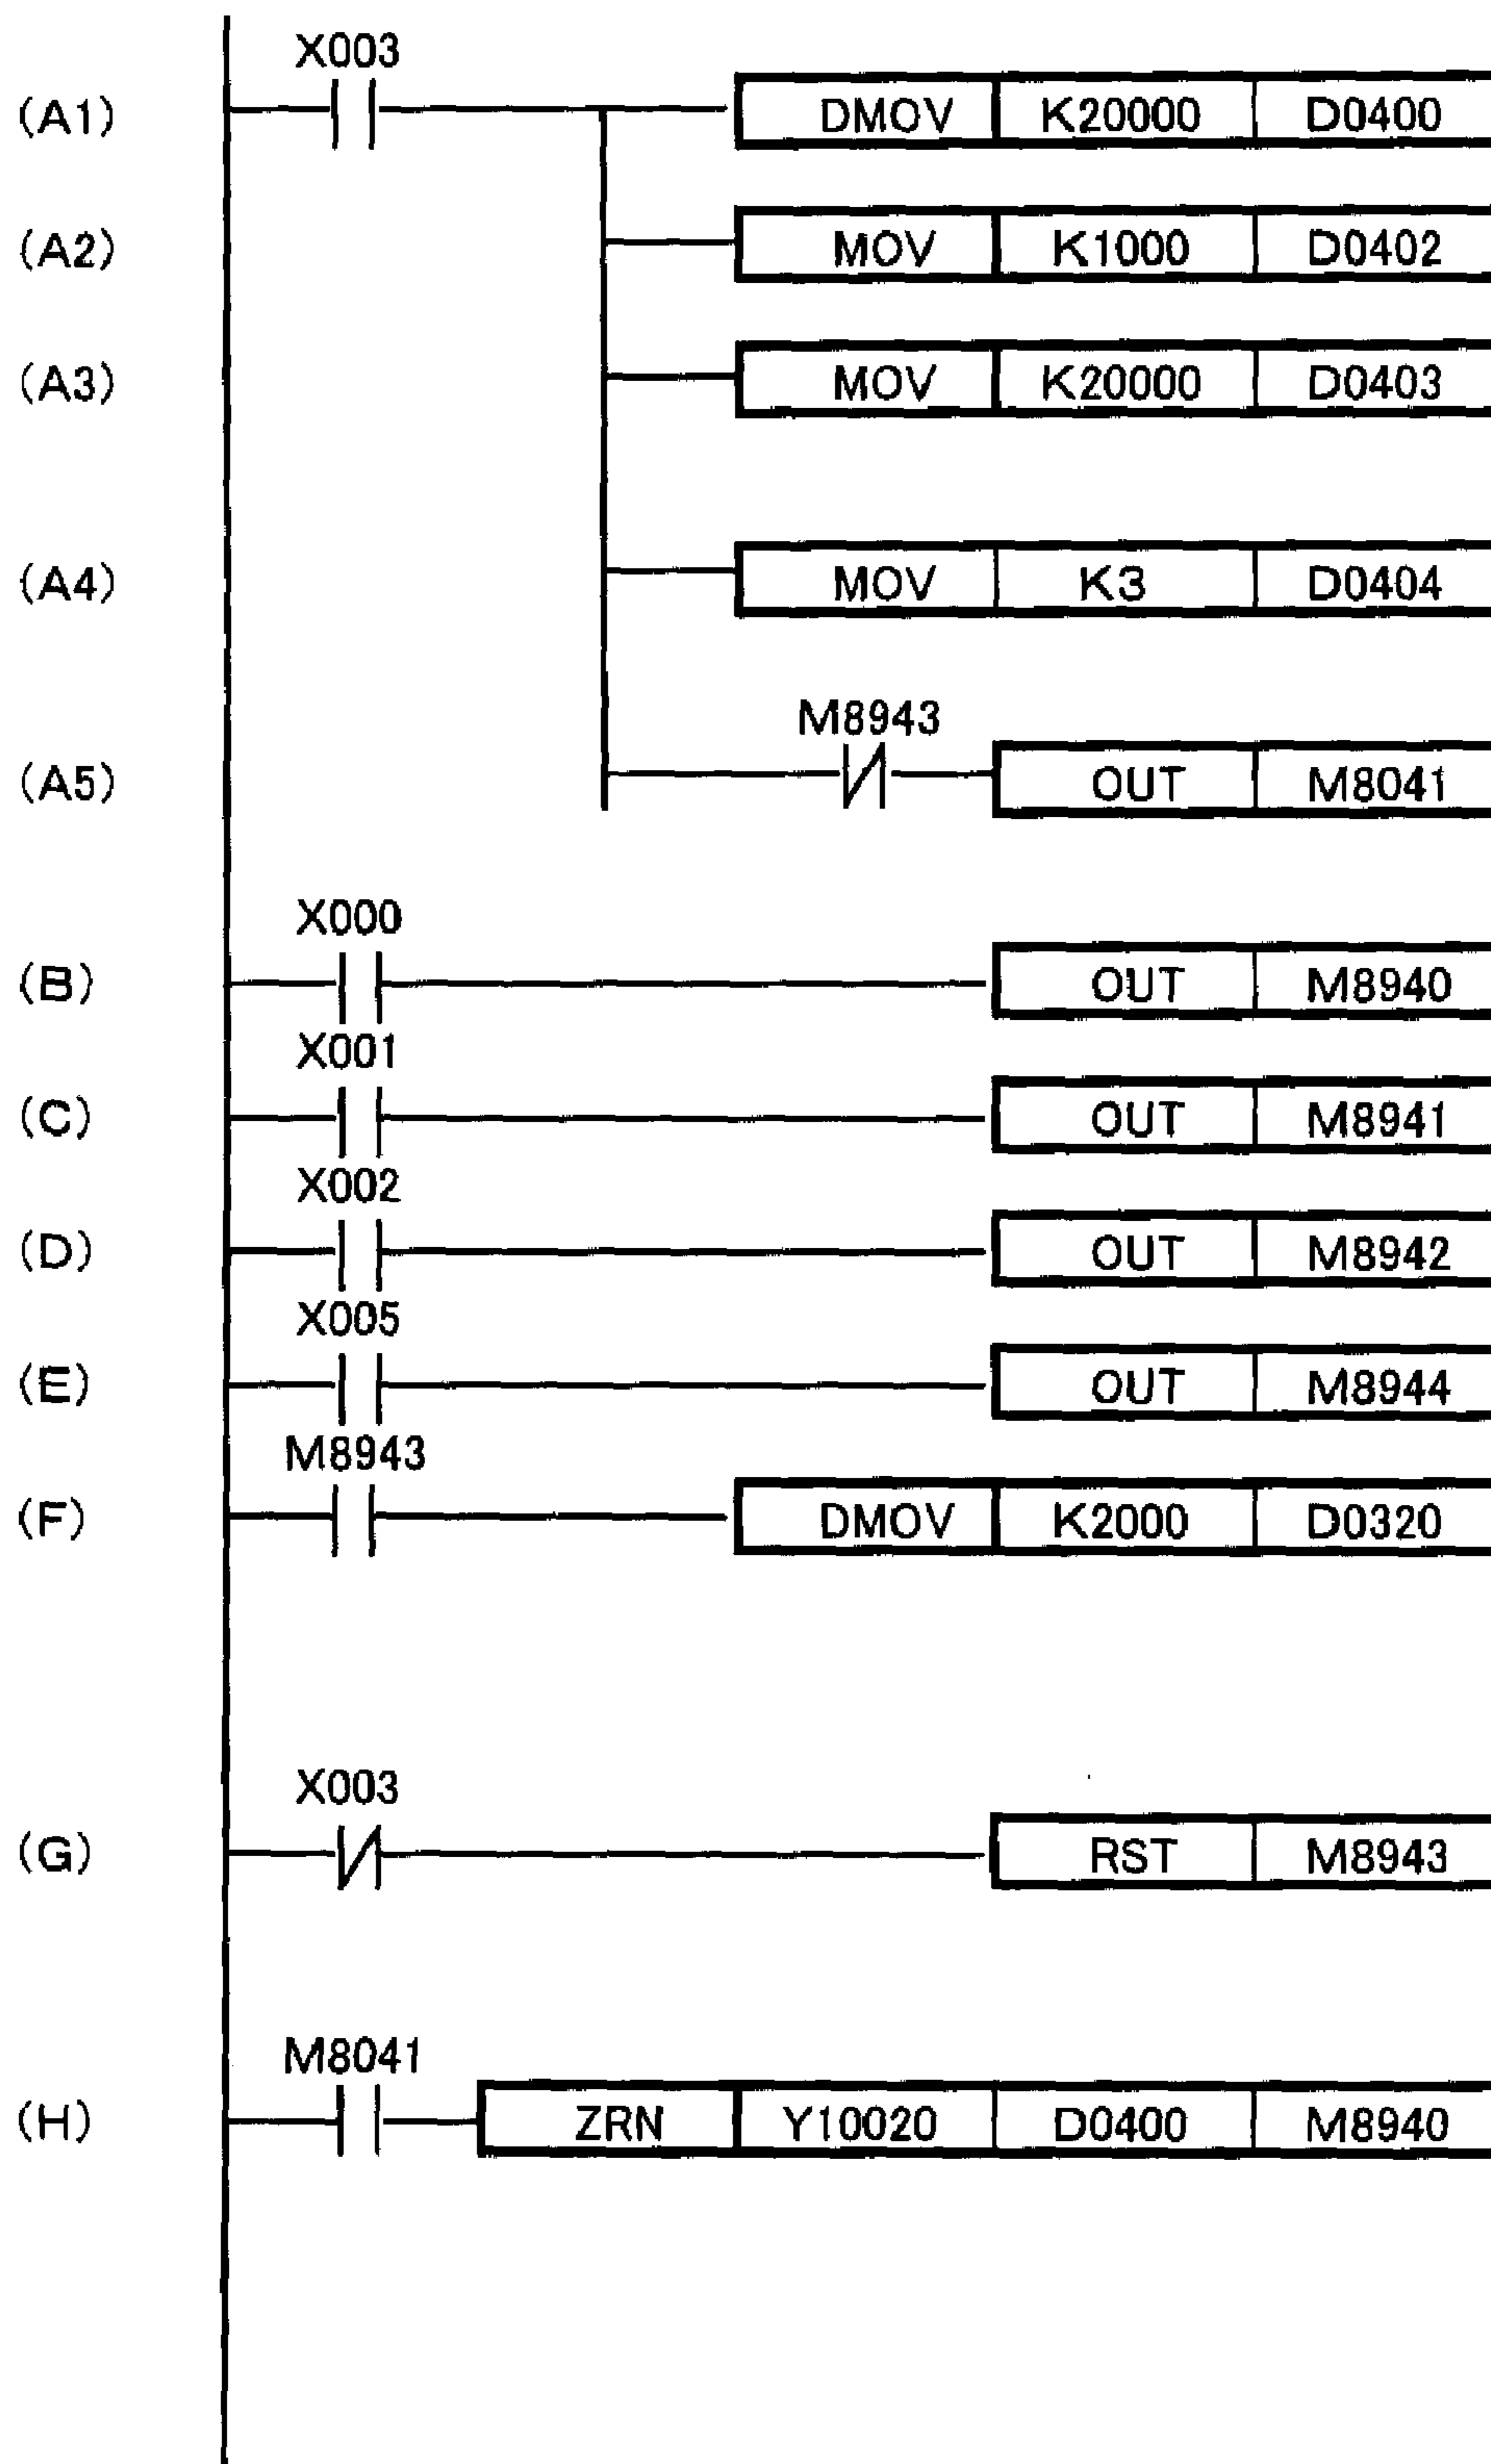 X003
(A1) DMOV K20000 D0400
(A2) MOV K1000 D0402
(A3) MOV K20000 D0403
(A4) MOV K3 D0404
M8943
(A5) OUT M8041
X000
(B) OUT M8940
X001
(C) OUT M8941
X002
(D) OUT M8942
X005
(E) OUT M8944
M8943
(F) DMOV K2000 D0320
X003
(G) RST M8943
M8041
(H) ZRN Y10020 D0400 M8940